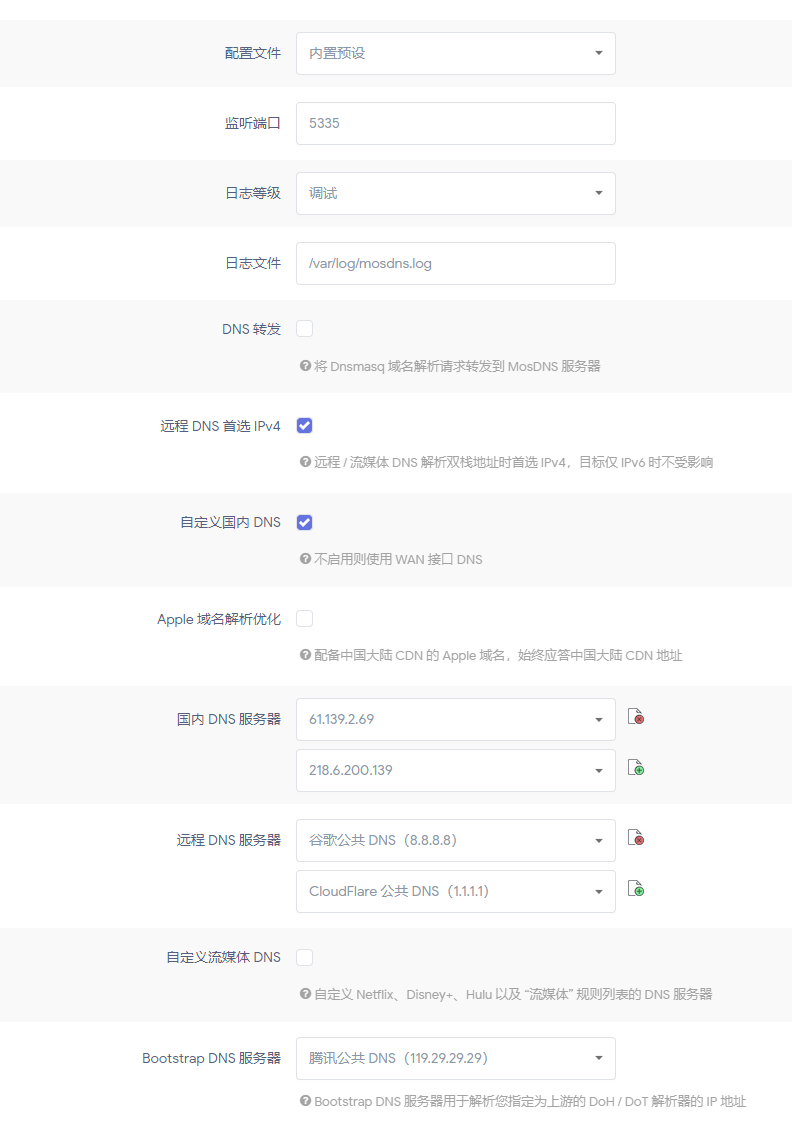 配置文件 内置预设
监听端口 5335
日志等级 调试
日志文件 /var/log/mosdns.log
DNS 转发
将 Dnsmasq 域名解析请求转发到 MosDNS 服务器
远程 DNS 首选 IPv4
远程 / 流媒体 DNS 解析双栈地址时首选 IPv4，目标仅 IPv6 时不受影响
自定义国内 DNS
不启用则使用 WAN 接口 DNS
Apple 域名解析优化
配备中国大陆 CDN 的 Apple 域名，始终应答中国大陆 CDN 地址
国内 DNS 服务器 61.139.2.69
218.6.200.139
远程 DNS 服务器 谷歌公共 DNS（8.8.8.8）
CloudFlare 公共 DNS（1.1.1.1）
自定义流媒体 DNS
自定义 Netflix、Disney+、Hulu 以及 “流媒体” 规则列表的 DNS 服务器
Bootstrap DNS 服务器 腾讯公共 DNS（119.29.29.29）
Bootstrap DNS 服务器用于解析您指定为上游的 DoH / DoT 解析器的 IP 地址